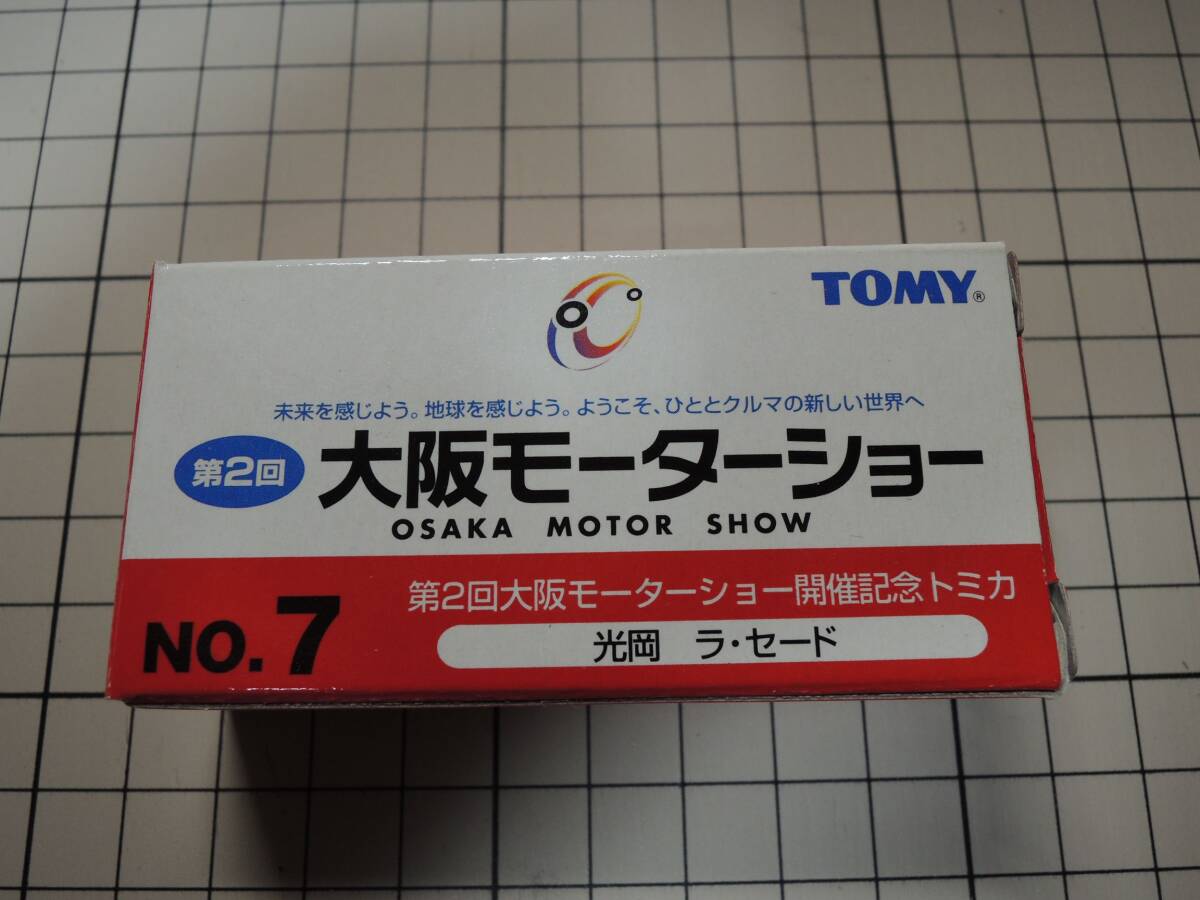 TOMY®
未来を感じよう。地球を感じよう。ようこそ、ひととクルマの新しい世界へ
第2回 大阪モーターショー
OSAKA MOTOR SHOW
第2回大阪モーターショー開催記念トミカ
NO.7
光岡 ラ・セード